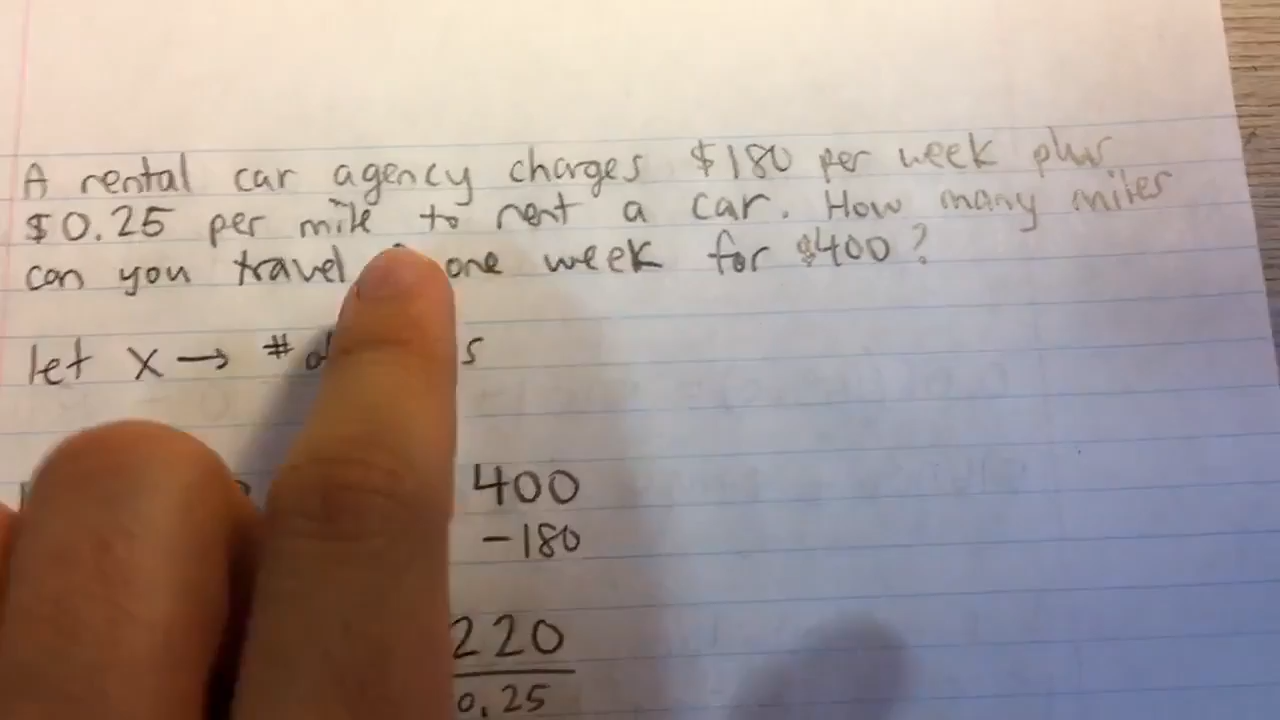 A rental car agency charges $180 per week plus
$0.25 per mile to rent a car. How many miles
can you travel one week for $400?
let x → #
400
-180
220
0.25